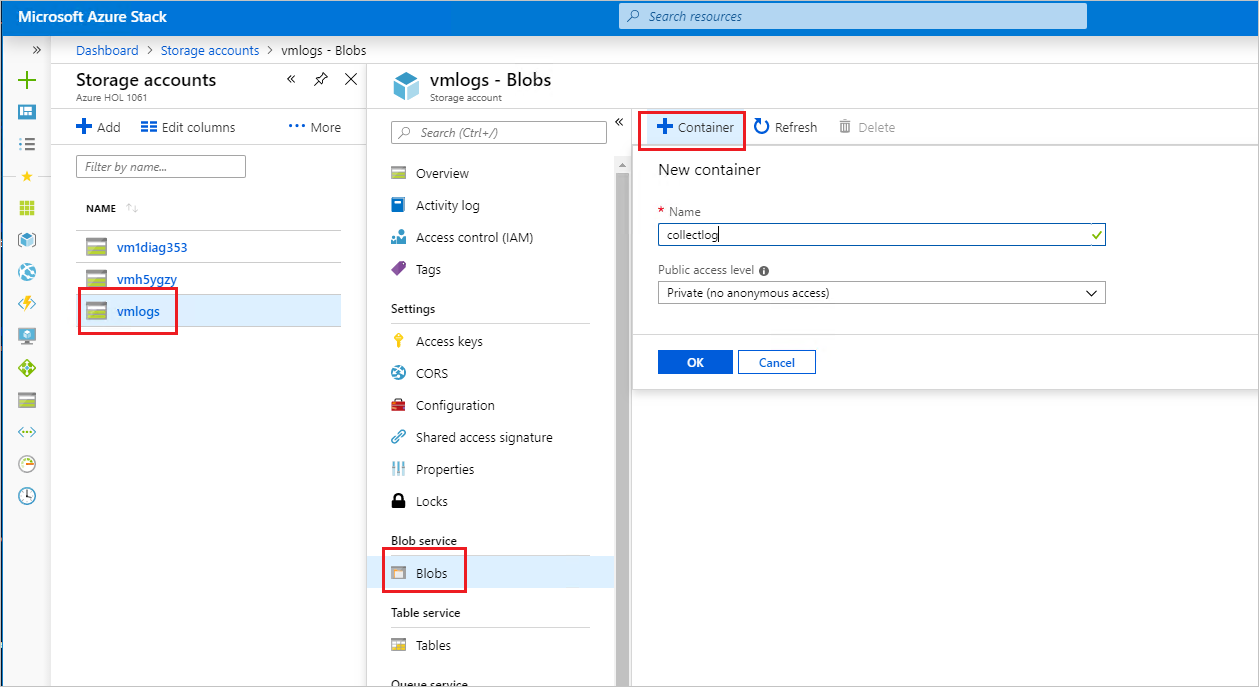 Microsoft Azure Stack
Search resources
Dashboard > Storage accounts > vmlogs - Blobs
Storage accounts
Azure HOL 1061
Add
Edit columns
More
Filter by name...
NAME
vm1diag353
vmh5ygzy
vmlogs
vmlogs - Blobs
Storage account
Search (Ctrl+/)
Overview
Activity log
Access control (IAM)
Tags
Settings
Access keys
CORS
Configuration
Shared access signature
Properties
Locks
Blob service
Blobs
Table service
Tables
Queue service
Container
Refresh
Delete
New container
* Name
collectlog
Public access level
Private (no anonymous access)
OK
Cancel